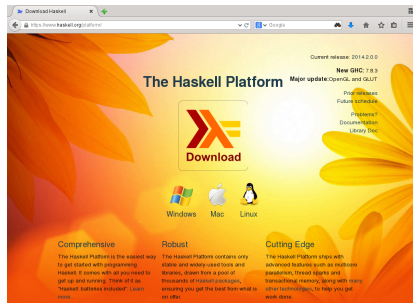 Download Haskell
https://www.haskell.org/platform/
Google
Current release: 2014.2.0.0
New GHC: 7.8.3
Major update:OpenGL and GLUT
Prior releases
Future schedule
Problems?
Documentation
Library Doc
The Haskell Platform
Download
Windows Mac Linux
Comprehensive
The Haskell Platform is the easiest way
to get started with programming
Haskell. It comes with all you need to
get up and running. Think of it as
"Haskell: batteries included". Learn
more
Robust
The Haskell Platform contains only
stable and widely-used tools and
libraries, drawn from a pool of
thousands of Haskell packages,
ensuring you get the best from what is
on offer.
Cutting Edge
The Haskell Platform ships with
advanced features such as multicore
parallelism, thread sparks and
transactional memory, along with many
other technologies, to help you get
work done.